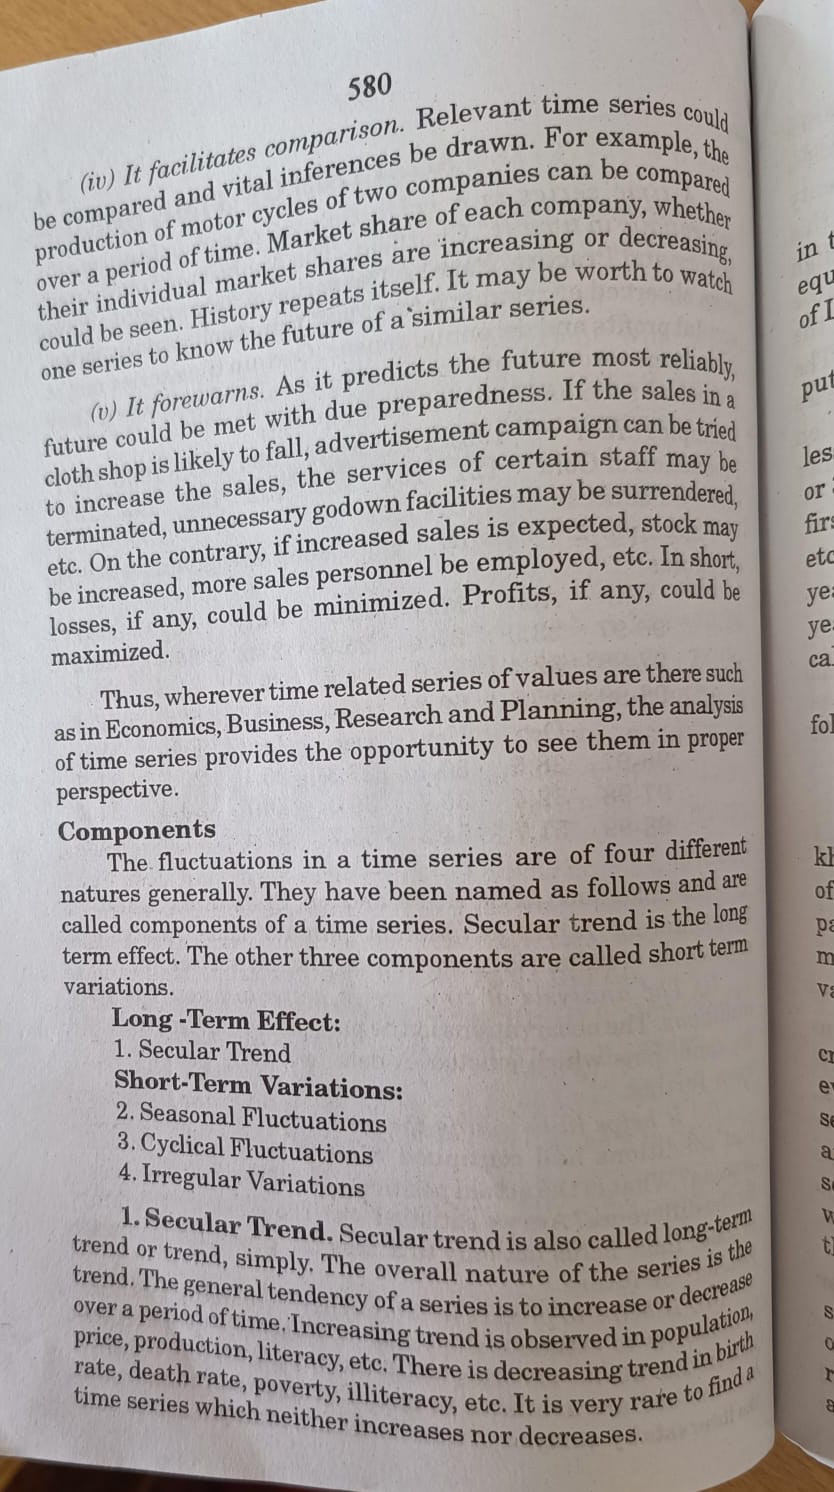 580
(iv) It facilitates comparison. Relevant time series could
be compared and vital inferences be drawn. For example, the
production of motor cycles of two companies can be compared
over a period of time. Market share of each company, whether
their individual market shares are increasing or decreasing,
could be seen. History repeats itself. It may be worth to watch
one series to know the future of a similar series.
(v) It forewarns. As it predicts the future most reliably,
future could be met with due preparedness. If the sales in a
cloth shop is likely to fall, advertisement campaign can be tried
to increase the sales, the services of certain staff may be
terminated, unnecessary godown facilities may be surrendered,
etc. On the contrary, if increased sales is expected, stock may
be increased, more sales personnel be employed, etc. In short,
losses, if any, could be minimized. Profits, if any, could be
maximized.
Thus, wherever time related series of values are there such
as in Economics, Business, Research and Planning, the analysis
of time series provides the opportunity to see them in proper
perspective.
Components
The fluctuations in a time series are of four different
natures generally. They have been named as follows and are
called components of a time series. Secular trend is the long
term effect. The other three components are called short term
variations.
Long -Term Effect:
1. Secular Trend
Short-Term Variations:
2. Seasonal Fluctuations
3. Cyclical Fluctuations
4. Irregular Variations
1. Secular Trend. Secular trend is also called long-term
trend or trend, simply. The overall nature of the series is the
trend. The general tendency of a series is to increase or decrease
over a period of time. Increasing trend is observed in population,
price, production, literacy, etc. There is decreasing trend in birth
rate, death rate, poverty, illiteracy, etc. It is very rare to find a
time series which neither increases nor decreases.
in
of
put
or
etc
of